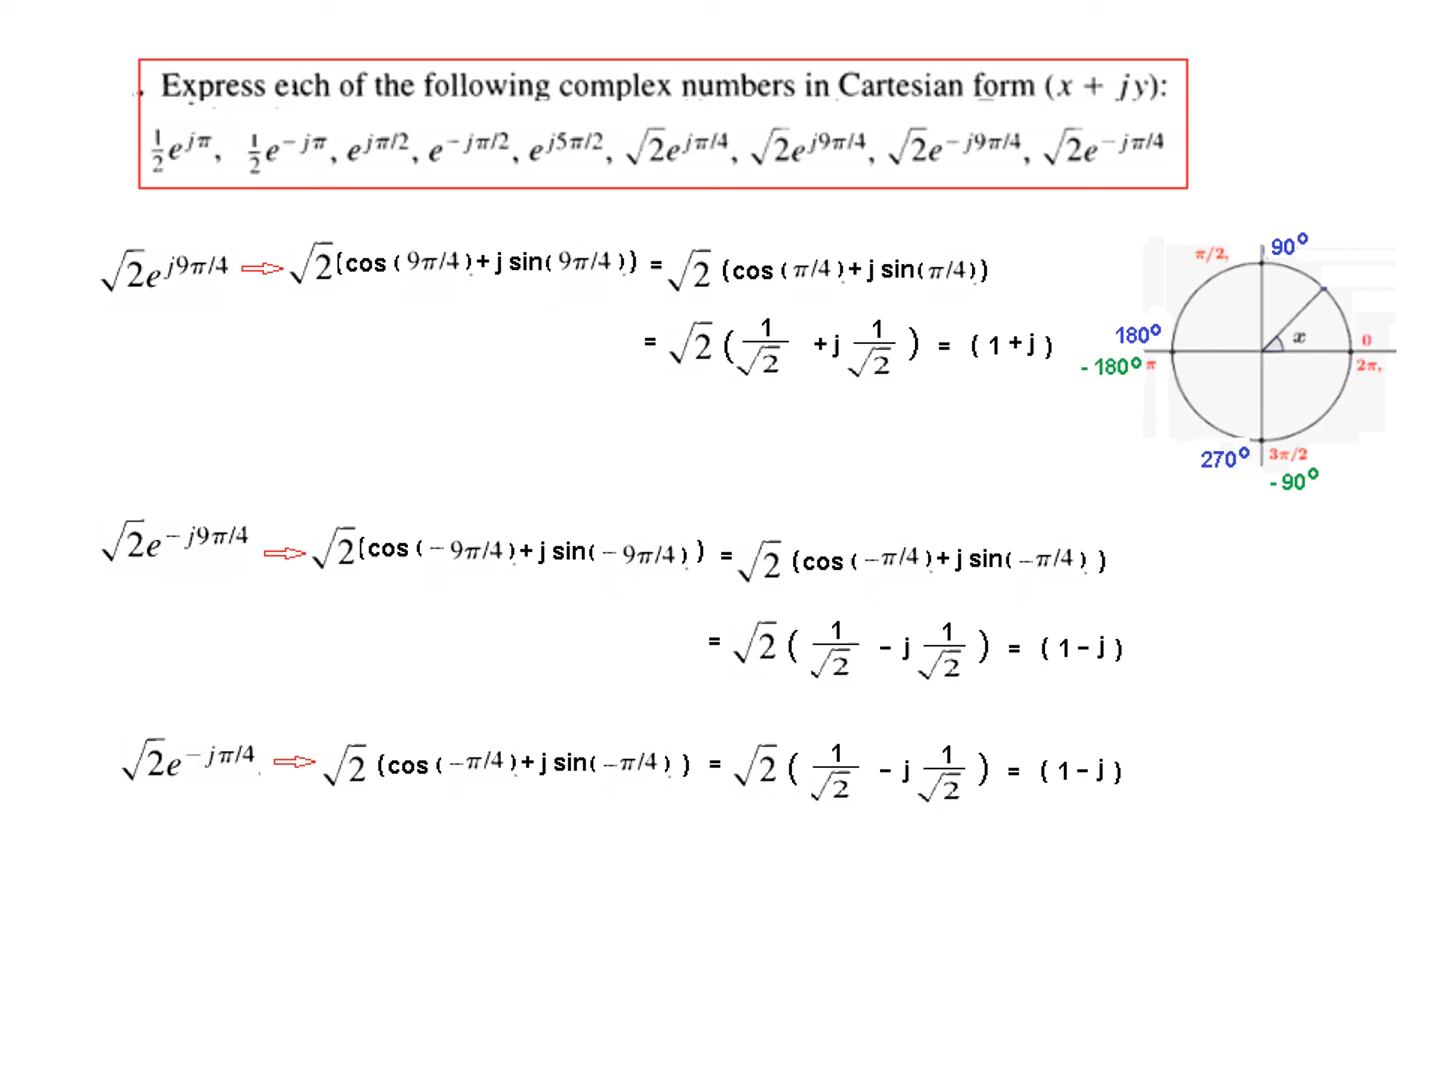 Express each of the following complex numbers in Cartesian form (x + jy):
½e^{jπ}, ½e^{−jπ}, e^{jπ/2}, e^{−jπ/2}, e^{j5π/2}, √2e^{jπ/4}, √2e^{j9π/4}, √2e^{−j9π/4}, √2e^{−jπ/4}
√2e^{j9π/4} ⇒ √2(cos(9π/4)+j sin(9π/4)) = √2 (cos(π/4)+j sin(π/4))
= √2 (1/√2 +j 1/√2) = (1+j)
π/2, 90°
180° x 0
-180° π 2π,
270° 3π/2
-90°
√2e^{−j9π/4} ⇒ √2(cos(−9π/4)+j sin(−9π/4)) = √2 (cos(−π/4)+j sin(−π/4))
= √2 (1/√2 - j 1/√2) = (1-j)
√2e^{−jπ/4} ⇒ √2 (cos(−π/4)+j sin(−π/4)) = √2 (1/√2 - j 1/√2) = (1-j)